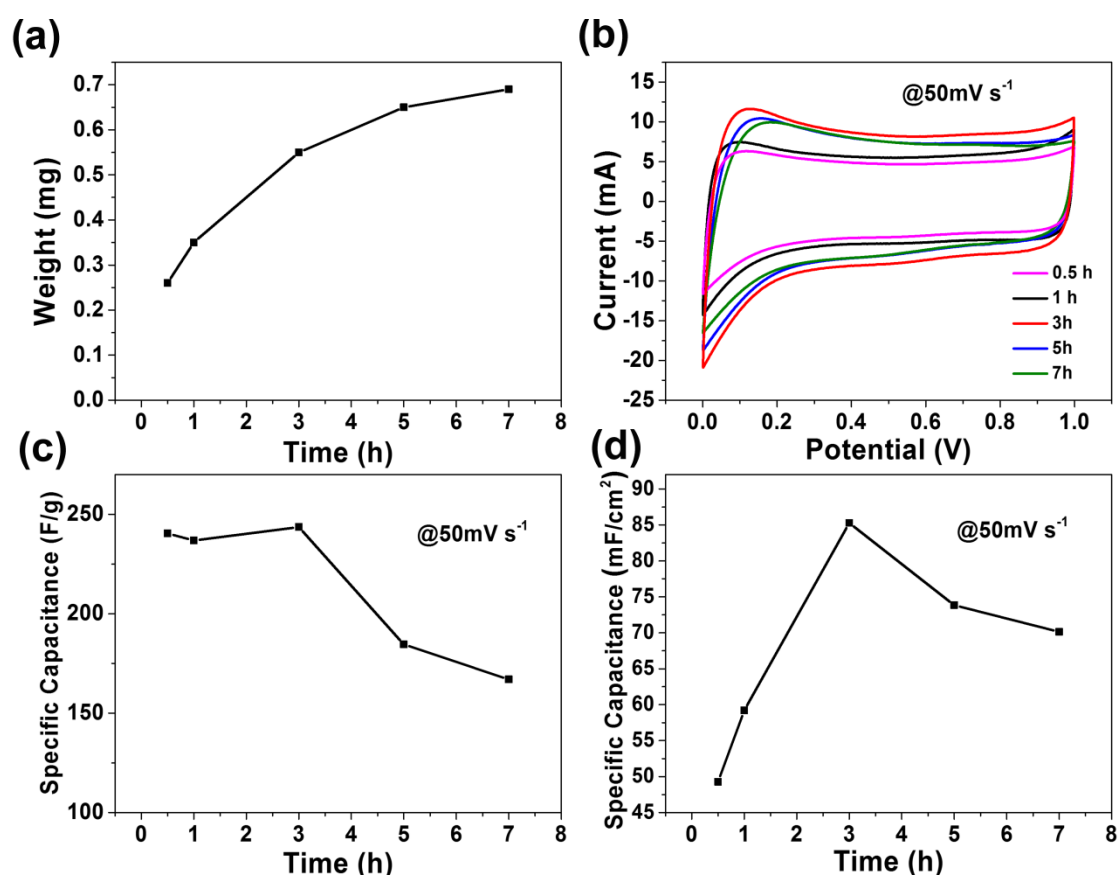 (a)
Weight (mg)
0.7
0.6
0.5
0.4
0.3
0.2
0.1
0.0
0 1 2 3 4 5 6 7 8
Time (h)
(b)
@50mV s⁻¹
Current (mA)
15
10
5
0
-5
-10
-15
-20
-25
0.5 h
1 h
3h
5h
7h
0.0 0.2 0.4 0.6 0.8 1.0
Potential (V)
(c)
@50mV s⁻¹
Specific Capacitance (F/g)
250
200
150
100
0 1 2 3 4 5 6 7 8
Time (h)
(d)
@50mV s⁻¹
Specific Capacitance (mF/cm²)
90
85
80
75
70
65
60
55
50
45
0 1 2 3 4 5 6 7 8
Time (h)